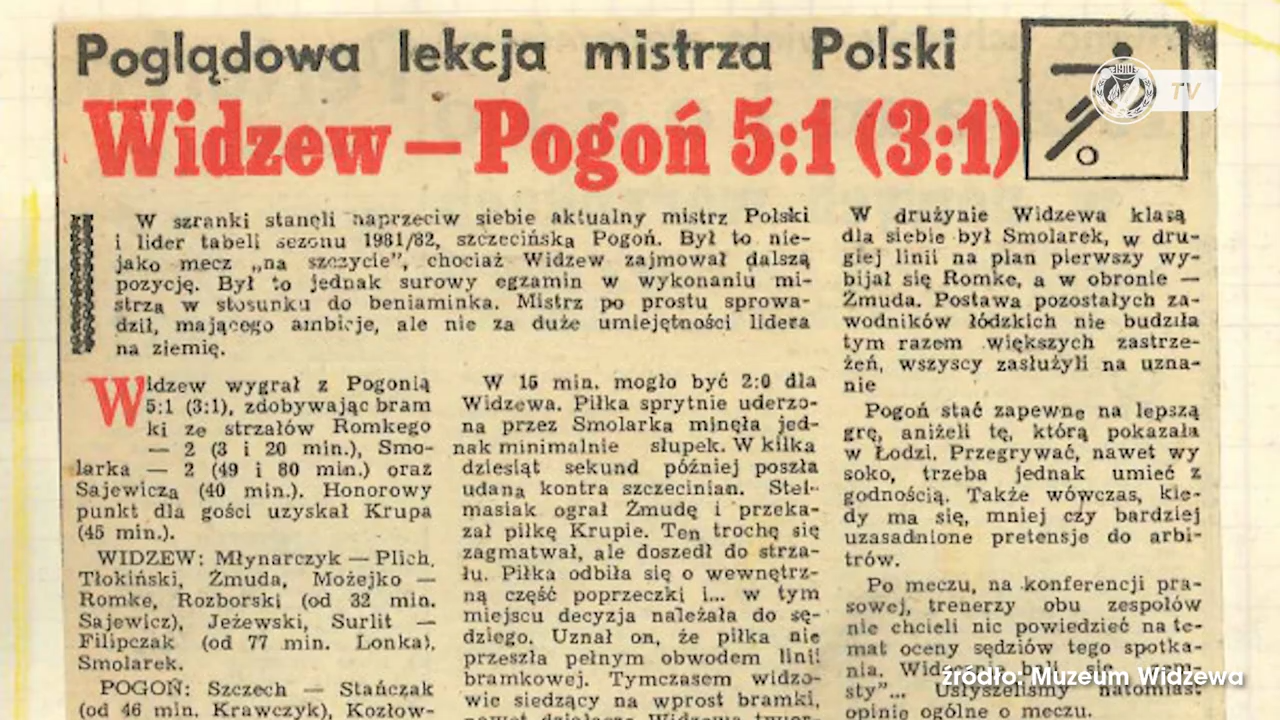 Poglądowa lekcja mistrza Polski
Widzew — Pogoń 5:1 (3:1)
TV
W szranki stanęli naprzeciw siebie aktualny mistrz Polski
i lider tabeli sezonu 1981/82, szczecińska Pogoń. Był to nie-
jako mecz „na szczycie”, chociaż Widzew zajmował dalszą
pozycję. Był to jednak surowy egzamin w wykonaniu mi-
strza w stosunku do beniaminka. Mistrz po prostu sprowa-
dził, mającego ambicje, ale nie za duże umiejętności lidera
na ziemię.
Widzew wygrał z Pogonią
5:1 (3:1), zdobywając bram
ki ze strzałów Romkego
— 2 (3 i 20 min.), Smo-
larka — 2 (49 i 80 min.) oraz
Sajewicza (40 min.). Honorowy
punkt dla gości uzyskał Krupa
(45 min.).
WIDZEW: Młynarczyk — Plich,
Tłokiński, Żmuda, Możejko —
Romke, Rozborski (od 32 min.
Sajewicz), Jeżewski, Surlit —
Filipczak (od 77 min. Lonka),
Smolarek.
POGOŃ: Szczech — Stańczak
(od 46 min. Krawczyk), Kozłow-
W 15 min. mogło być 2:0 dla
Widzewa. Piłka sprytnie uderzo-
na przez Smolarka minęła jed-
nak minimalnie słupek. W kilka
dziesiąt sekund później poszła
udana kontra szczecinian. Stel-
masiak ograł Żmudę i przeka-
zał piłkę Krupie. Ten trochę się
zagmatwał, ale doszedł do strza-
łu. Piłka odbiła się o wewnętrz-
ną część poprzeczki i... w tym
miejscu decyzja należała do sę-
dziego. Uznał on, że piłka nie
przeszła pełnym obwodem linii
bramkowej. Tymczasem widzo-
wie siedzący na wprost bramki,
W drużynie Widzewa klasą
dla siebie był Smolarek, w dru-
giej linii na plan pierwszy wy-
bijał się Romke, a w obronie —
Żmuda. Postawa pozostałych za-
wodników łódzkich nie budziła
tym razem większych zastrze-
żeń, wszyscy zasłużyli na uzna-
nie
Pogoń stać zapewne na lepszą
grę, aniżeli tę, którą pokazała
w Łodzi. Przegrywać, nawet wy
soko, trzeba jednak umieć z
godnością. Także wówczas, kie-
dy ma się, mniej czy bardziej
uzasadnione pretensje do arbi-
trów.
Po meczu, na konferencji pra-
sowej, trenerzy obu zespołów
nie chcieli nic powiedzieć na te-
mat oceny sędziów tego spotka-
nia. bali się
sty”... Usłyszeliśmy natomiast
opinie ogólne o meczu.
źródło: Muzeum Widzewa